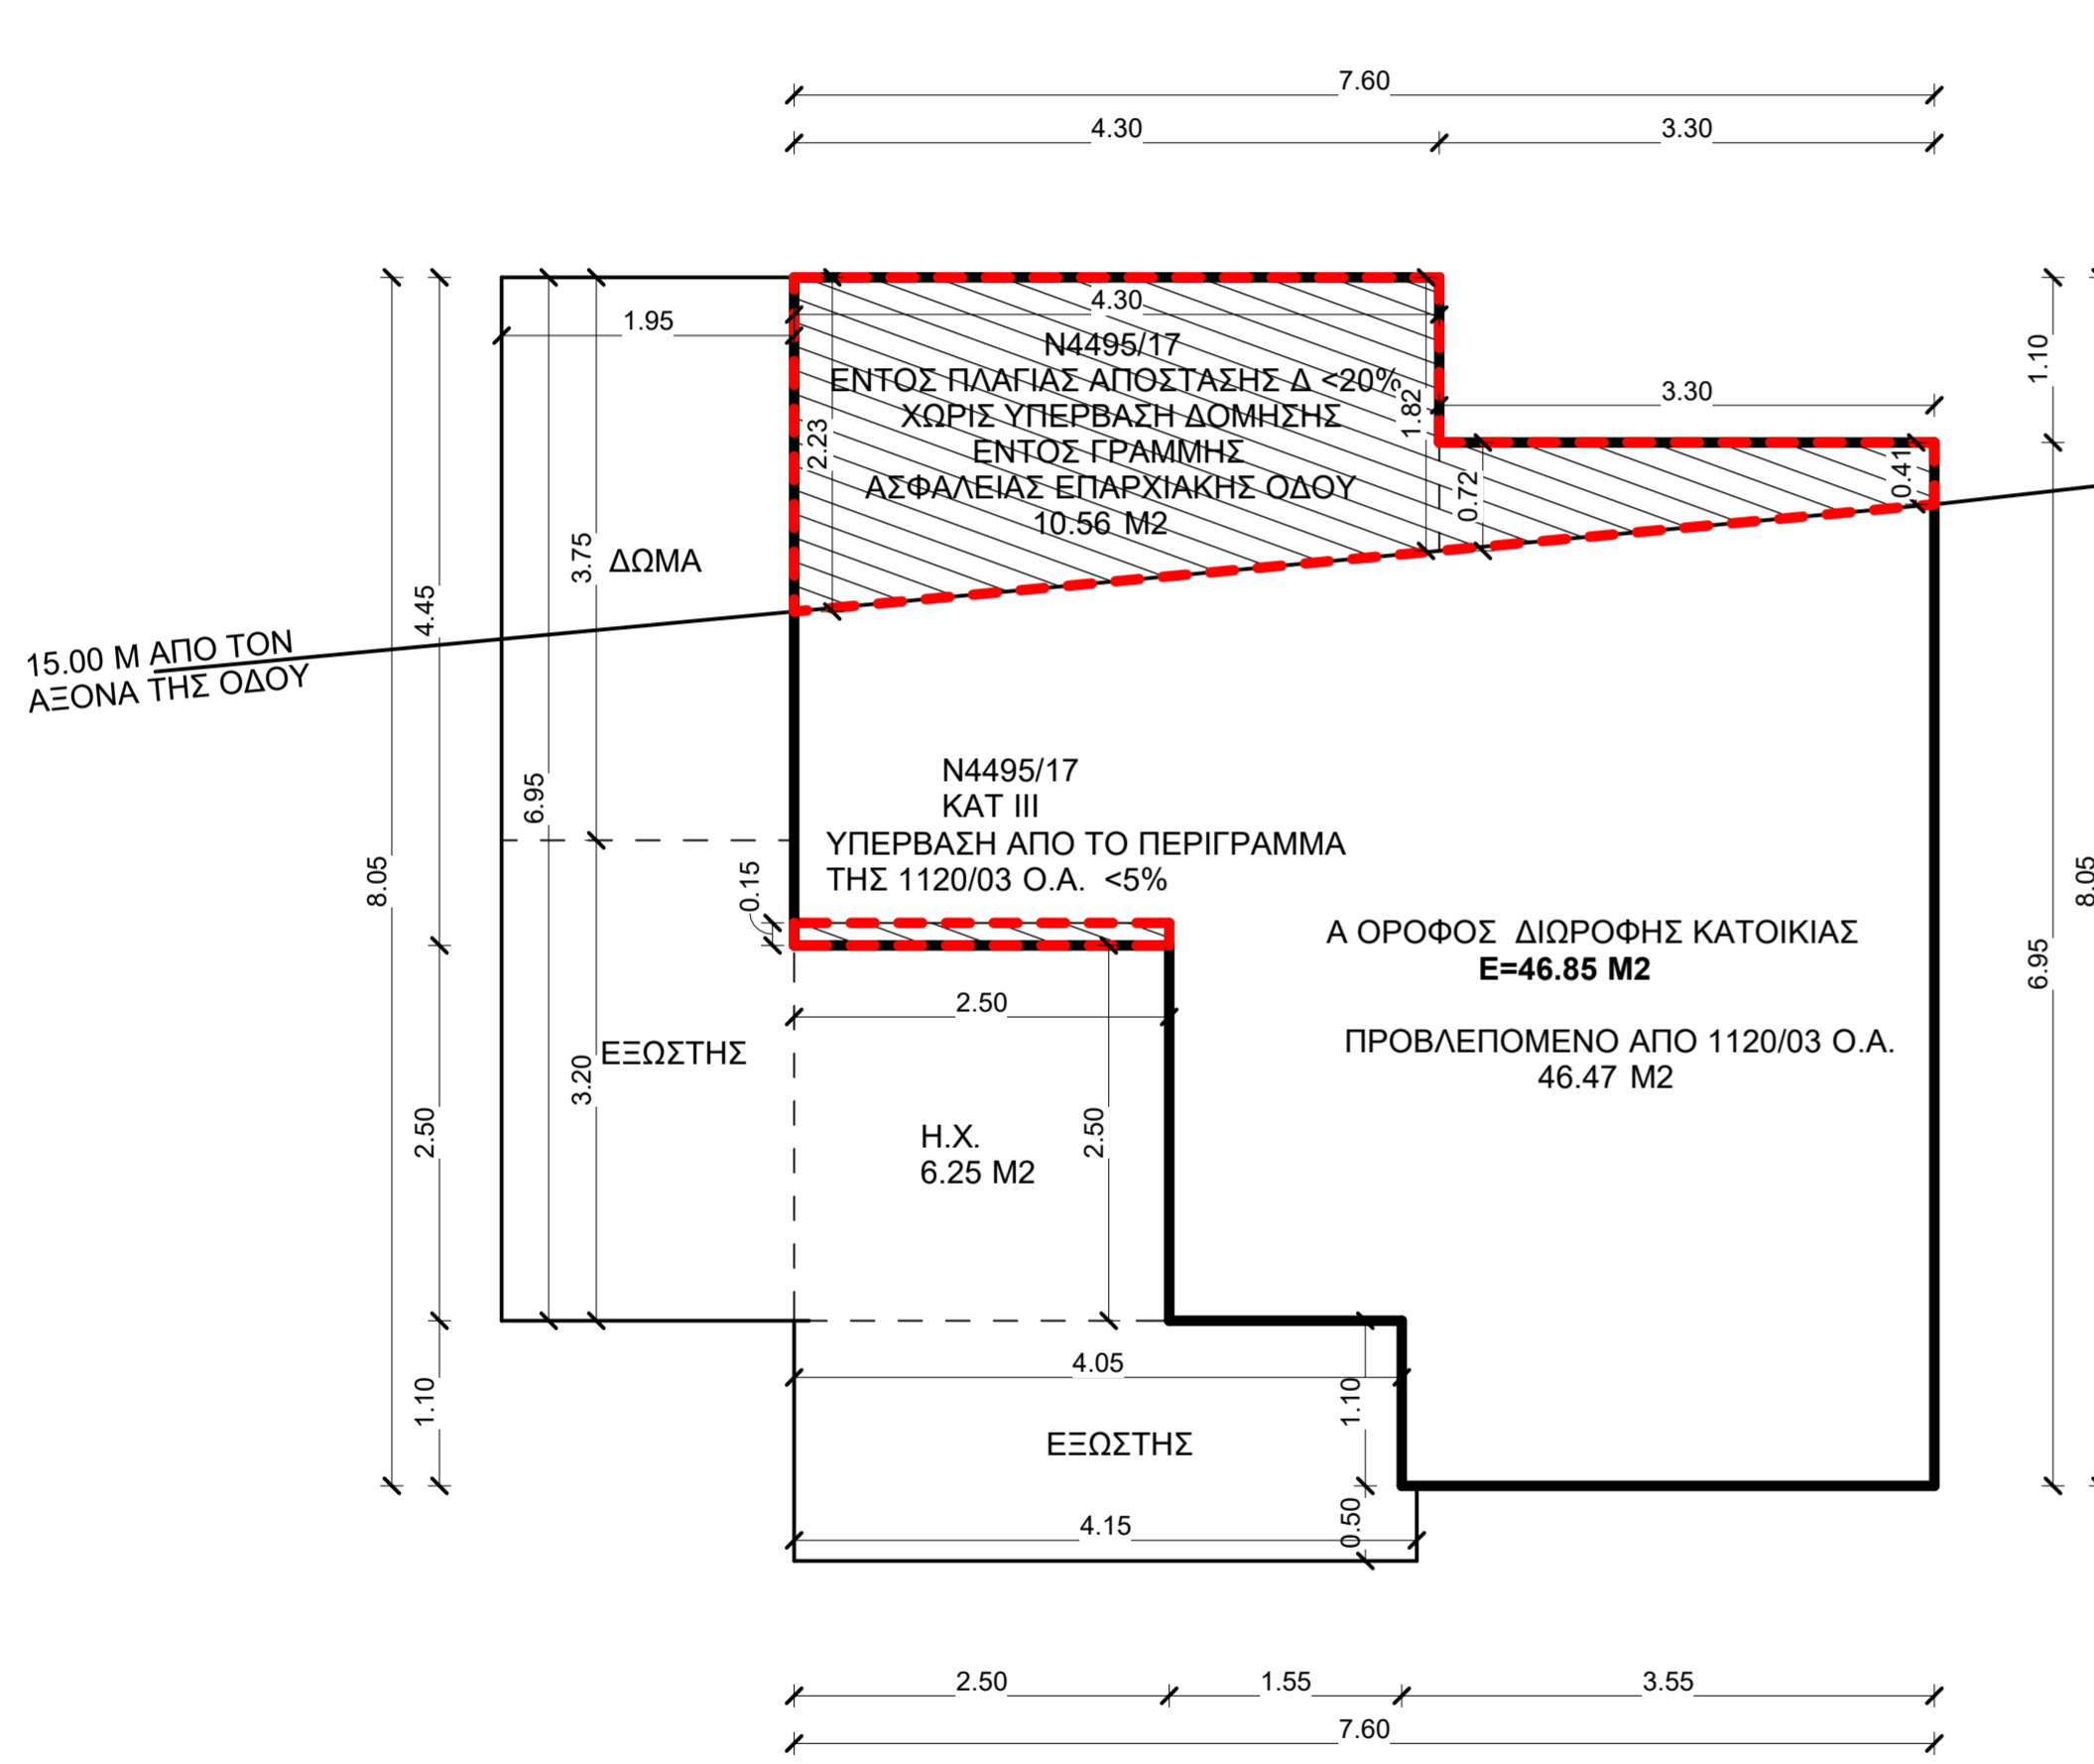 7.60
4.30
3.30
4.30
1.95
N4495/17
ΕΝΤΟΣ ΠΛΑΓΙΑΣ ΑΠΟΣΤΑΣΗΣ Δ <20%
ΧΩΡΙΣ ΥΠΕΡΒΑΣΗ ΔΟΜΗΣΗΣ
ΕΝΤΟΣ ΓΡΑΜΜΗΣ
ΑΣΦΑΛΕΙΑΣ ΕΠΑΡΧΙΑΚΗΣ ΟΔΟΥ
10.56 M2
2.23
1.82
3.30
1.10
0.72
0.41
3.75
ΔΩΜΑ
4.45
15.00 Μ ΑΠΟ ΤΟΝ
ΑΞΟΝΑ ΤΗΣ ΟΔΟΥ
6.95
8.05
0.15
N4495/17
ΚΑΤ ΙΙΙ
ΥΠΕΡΒΑΣΗ ΑΠΟ ΤΟ ΠΕΡΙΓΡΑΜΜΑ
ΤΗΣ 1120/03 Ο.Α. <5%
Α ΟΡΟΦΟΣ ΔΙΩΡΟΦΗΣ ΚΑΤΟΙΚΙΑΣ
Ε=46.85 M2
ΠΡΟΒΛΕΠΟΜΕΝΟ ΑΠΟ 1120/03 Ο.Α.
46.47 M2
6.95
8.05
2.50
ΕΞΩΣΤΗΣ
3.20
2.50
2.50
Η.Χ.
6.25 M2
4.05
1.10
1.10
ΕΞΩΣΤΗΣ
4.15
0.50
2.50
1.55
3.55
7.60